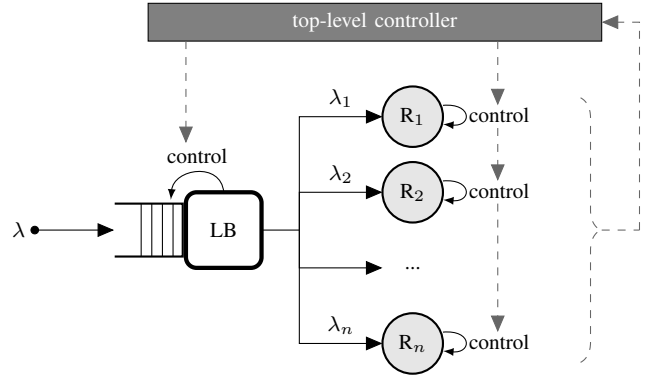 top-level controller
λ₁
R₁
control
control
λ₂
R₂
control
λ
LB
...
λₙ
Rₙ
control